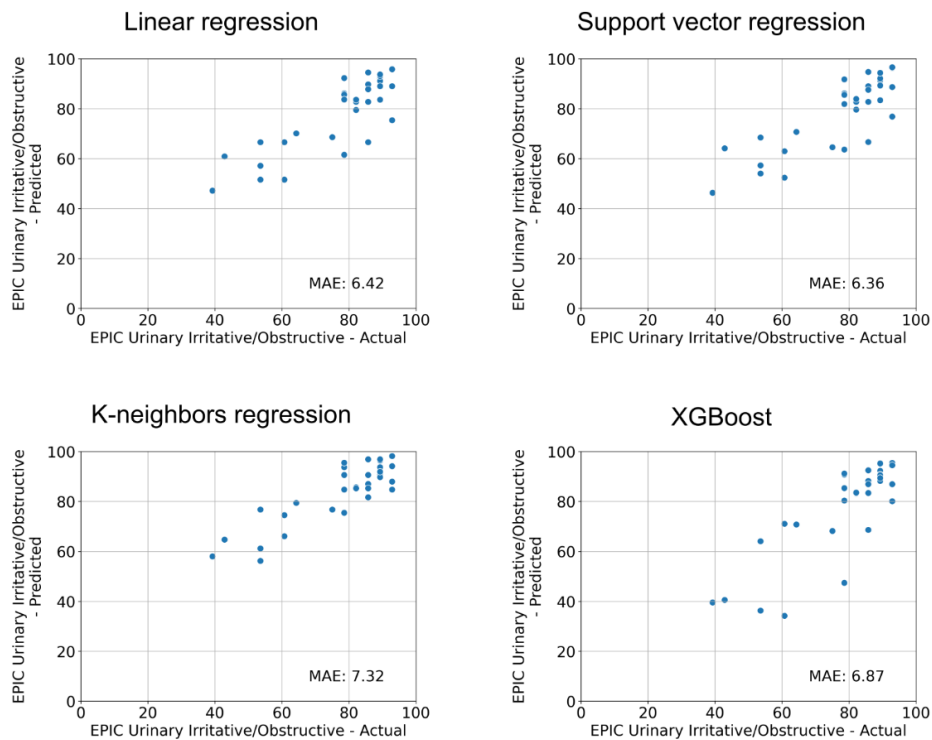 Linear regression
Support vector regression
EPIC Urinary Irritative/Obstructive
- Predicted
100
80
60
40
20
0
MAE: 6.42
0 20 40 60 80 100
EPIC Urinary Irritative/Obstructive - Actual
EPIC Urinary Irritative/Obstructive
- Predicted
100
80
60
40
20
0
MAE: 6.36
0 20 40 60 80 100
EPIC Urinary Irritative/Obstructive - Actual
K-neighbors regression
XGBoost
EPIC Urinary Irritative/Obstructive
- Predicted
100
80
60
40
20
0
MAE: 7.32
0 20 40 60 80 100
EPIC Urinary Irritative/Obstructive - Actual
EPIC Urinary Irritative/Obstructive
- Predicted
100
80
60
40
20
0
MAE: 6.87
0 20 40 60 80 100
EPIC Urinary Irritative/Obstructive - Actual